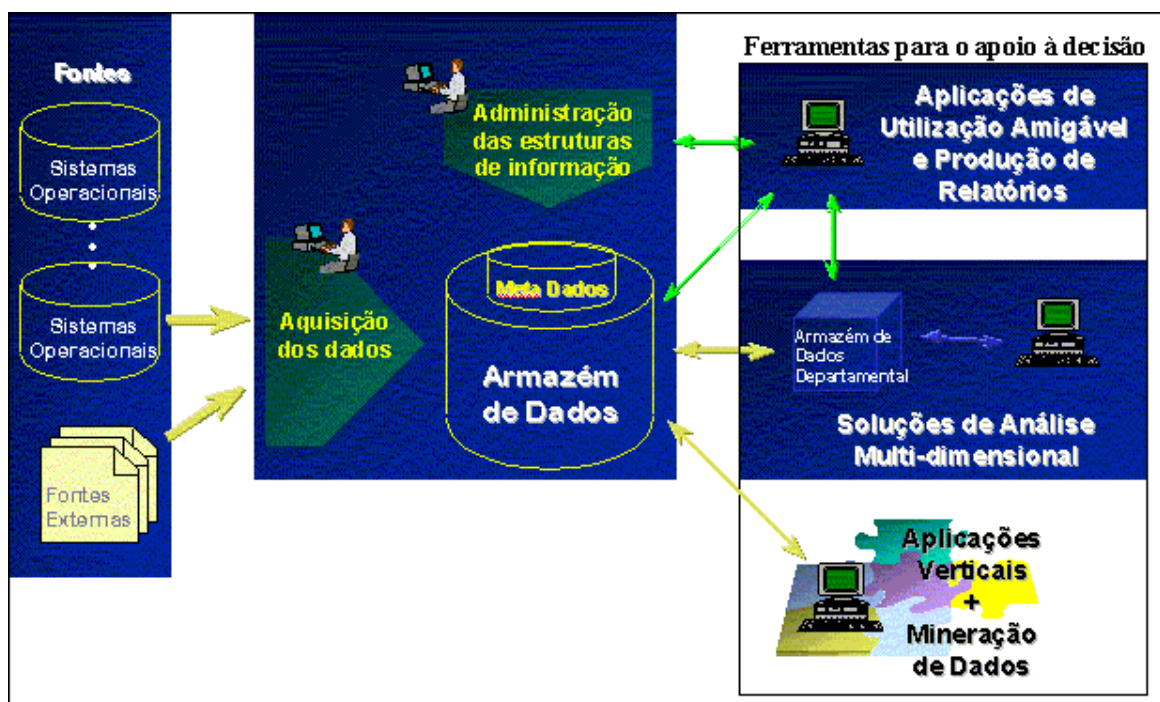 Fontes
Sistemas
Operacionais
Sistemas
Operacionais
Fontes
Externas
Administração
das estruturas
de informação
Aquisição
dos dados
Meta Dados
Armazém
de Dados
Ferramentas para o apoio à decisão
Aplicações de
Utilização Amigável
e Produção de
Relatórios
Armazém de
Dados
Departamental
Soluções de Análise
Multi-dimensional
Aplicações
Verticais
+
Mineração
de Dados